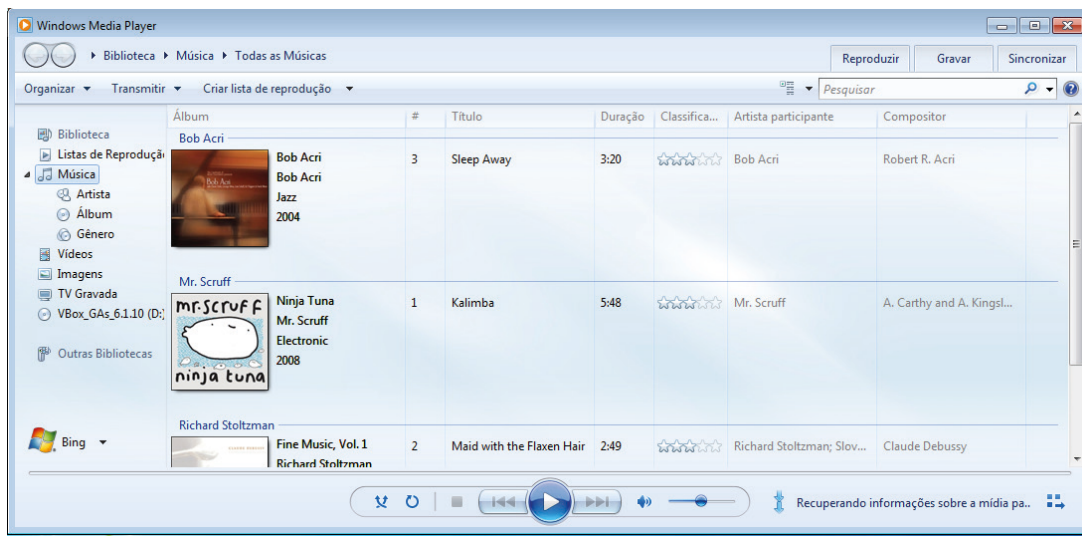 Windows Media Player
Biblioteca Música Todas as Músicas
Reproduzir Gravar Sincronizar
Organizar Transmitir Criar lista de reprodução Pesquisar
Álbum # Título Duração Classifica... Artista participante Compositor
Biblioteca
Listas de Reproduçã
Música
Artista
Álbum
Gênero
Vídeos
Imagens
TV Gravada
VBox_GAs_6.1.10 (D:)
Outras Bibliotecas
Bing
Bob Acri
Bob Acri 3 Sleep Away 3:20 Bob Acri Robert R. Acri
Bob Acri
Jazz
2004
Mr. Scruff
mr.scruff
ninja tuna
Ninja Tuna 1 Kalimba 5:48 Mr. Scruff A. Carthy and A. Kingsl...
Mr. Scruff
Electronic
2008
Richard Stoltzman
Fine Music, Vol. 1 2 Maid with the Flaxen Hair 2:49 Richard Stoltzman; Slov... Claude Debussy
Richard Stoltzman
Recuperando informações sobre a mídia pa..